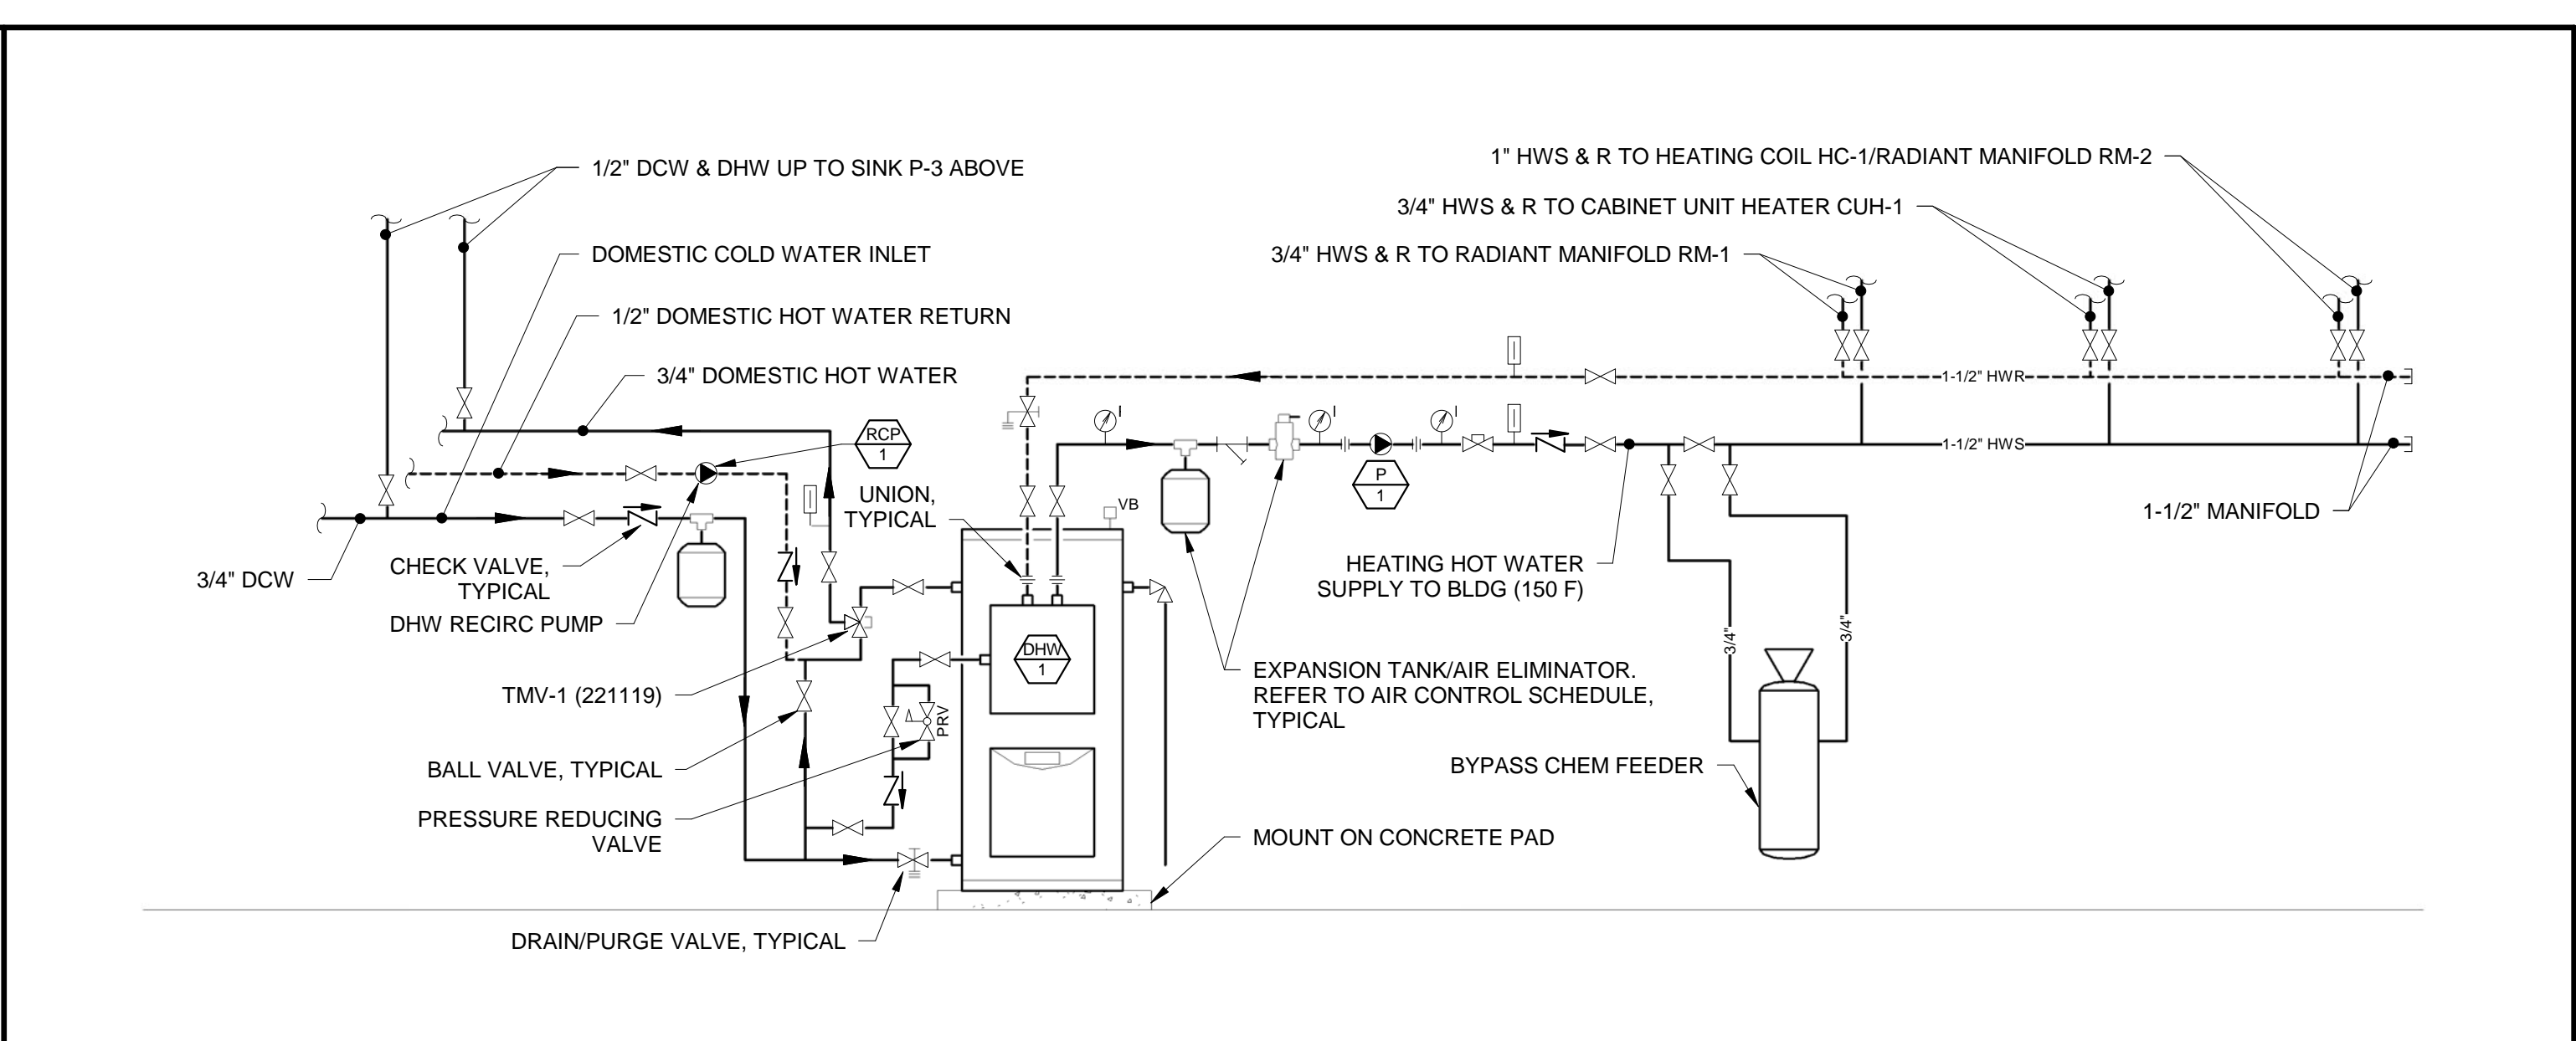 1/2" DCW & DHW UP TO SINK P-3 ABOVE
1" HWS & R TO HEATING COIL HC-1/RADIANT MANIFOLD RM-2
3/4" HWS & R TO CABINET UNIT HEATER CUH-1
DOMESTIC COLD WATER INLET
3/4" HWS & R TO RADIANT MANIFOLD RM-1
1/2" DOMESTIC HOT WATER RETURN
3/4" DOMESTIC HOT WATER
1-1/2" HWR
RCP
1
1-1/2" HWS
P
1
UNION,
TYPICAL
VB
1-1/2" MANIFOLD
3/4" DCW
CHECK VALVE,
TYPICAL
HEATING HOT WATER
SUPPLY TO BLDG (150 F)
DHW RECIRC PUMP
3/4"
3/4"
DHW
1
TMV-1 (221119)
EXPANSION TANK/AIR ELIMINATOR.
REFER TO AIR CONTROL SCHEDULE,
TYPICAL
PRV
BALL VALVE, TYPICAL
BYPASS CHEM FEEDER
PRESSURE REDUCING
VALVE
MOUNT ON CONCRETE PAD
DRAIN/PURGE VALVE, TYPICAL